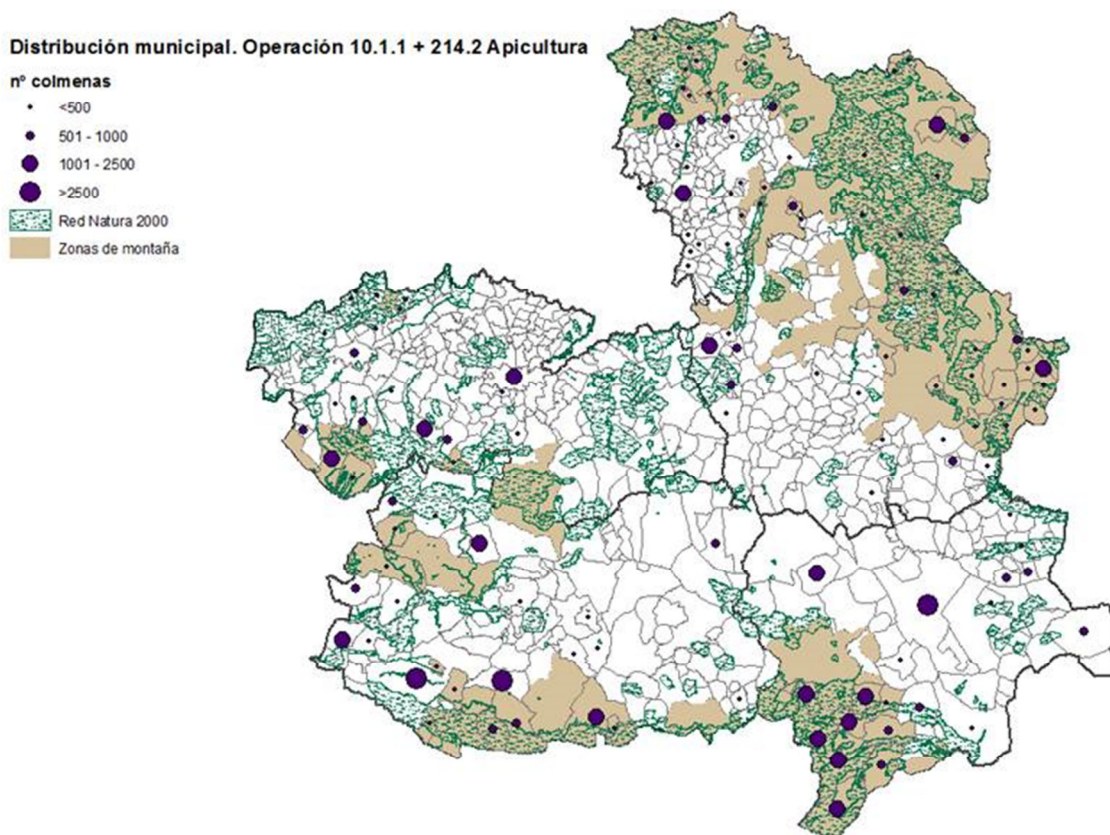 Distribución municipal. Operación 10.1.1 + 214.2 Apicultura
nº colmenas
<500
501 - 1000
1001 - 2500
>2500
Red Natura 2000
Zonas de montaña